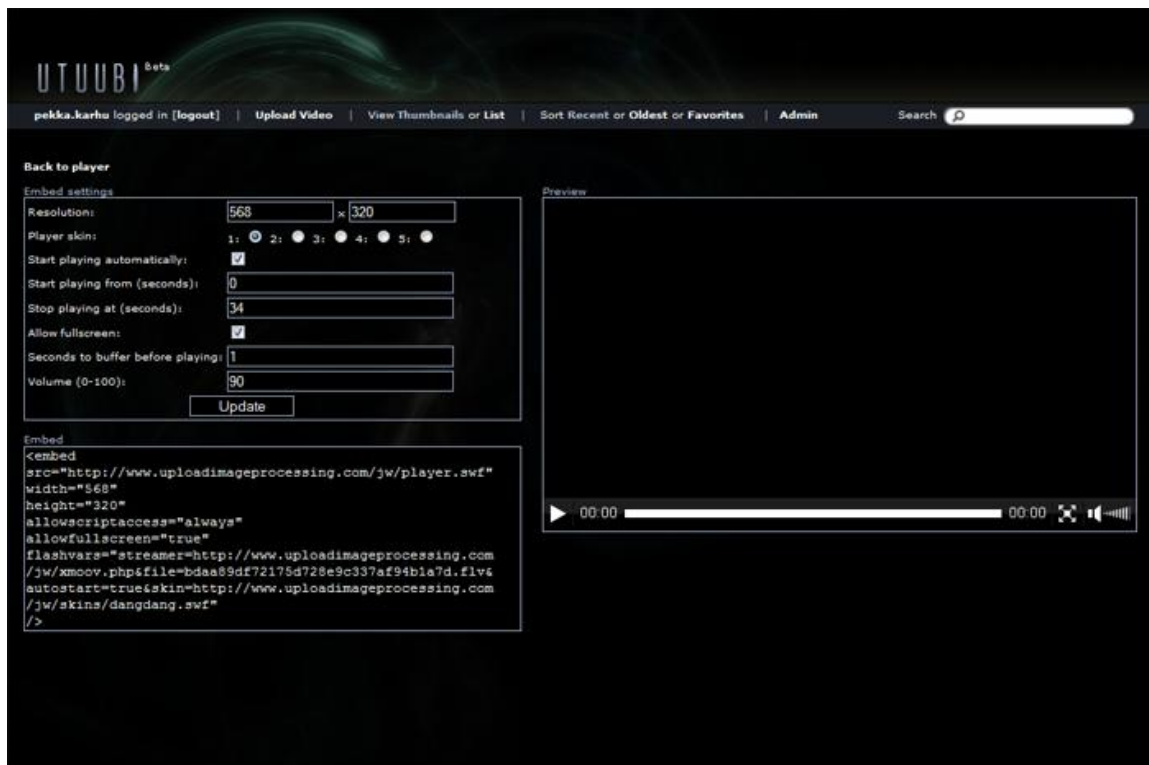 UTUUBI Beta
pekka.karhu logged in [logout] | Upload Video | View Thumbnails or List | Sort Recent or Oldest or Favorites | Admin Search
Back to player
Embed settings
Resolution: 568 x 320
Player skin: 1: 2: 3: 4: 5:
Start playing automatically:
Start playing from (seconds): 0
Stop playing at (seconds): 34
Allow fullscreen:
Seconds to buffer before playing: 1
Volume (0-100): 90
Update
Embed
<embed
src="http://www.uploadimageprocessing.com/jw/player.swf"
width="568"
height="320"
allowscriptaccess="always"
allowfullscreen="true"
flashvars="streamer=http://www.uploadimageprocessing.com
/jw/xmoov.php&file=bdaa89df72175d728e9c337af94b1a7d.flv&
autostart=true&skin=http://www.uploadimageprocessing.com
/jw/skins/dangdang.swf"
/>
Preview
00:00 00:00